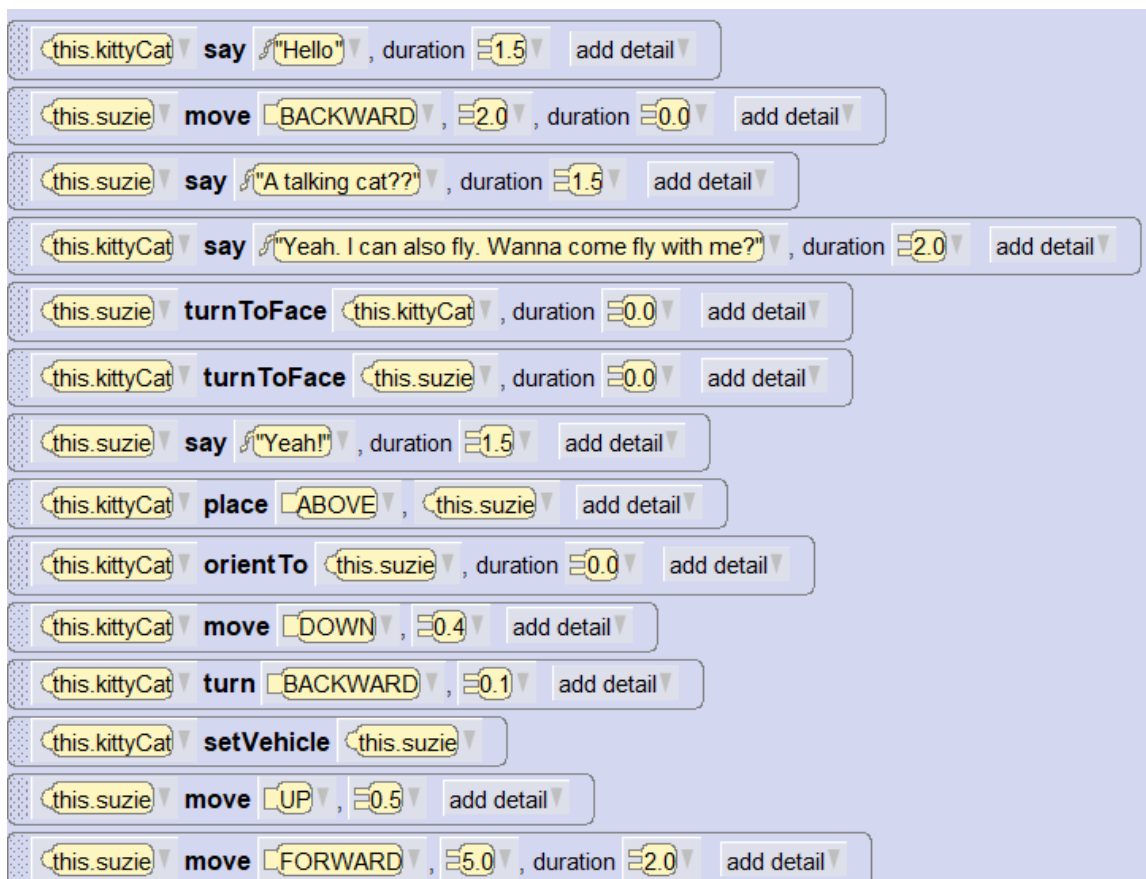 this.kittyCat say "Hello", duration 1.5 add detail
this.suzie move BACKWARD, 2.0, duration 0.0 add detail
this.suzie say "A talking cat??", duration 1.5 add detail
this.kittyCat say "Yeah. I can also fly. Wanna come fly with me?", duration 2.0 add detail
this.suzie turnToFace this.kittyCat, duration 0.0 add detail
this.kittyCat turnToFace this.suzie, duration 0.0 add detail
this.suzie say "Yeah!", duration 1.5 add detail
this.kittyCat place ABOVE, this.suzie add detail
this.kittyCat orientTo this.suzie, duration 0.0 add detail
this.kittyCat move DOWN, 0.4 add detail
this.kittyCat turn BACKWARD, 0.1 add detail
this.kittyCat setVehicle this.suzie
this.suzie move UP, 0.5 add detail
this.suzie move FORWARD, 5.0, duration 2.0 add detail